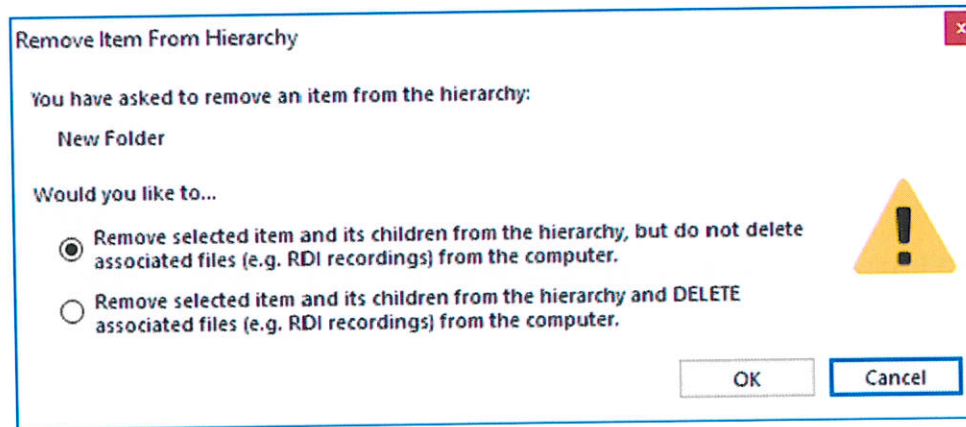 Remove Item From Hierarchy
x
You have asked to remove an item from the hierarchy:
New Folder
Would you like to...
Remove selected item and its children from the hierarchy, but do not delete
associated files (e.g. RDI recordings) from the computer.
Remove selected item and its children from the hierarchy and DELETE
associated files (e.g. RDI recordings) from the computer.
OK
Cancel